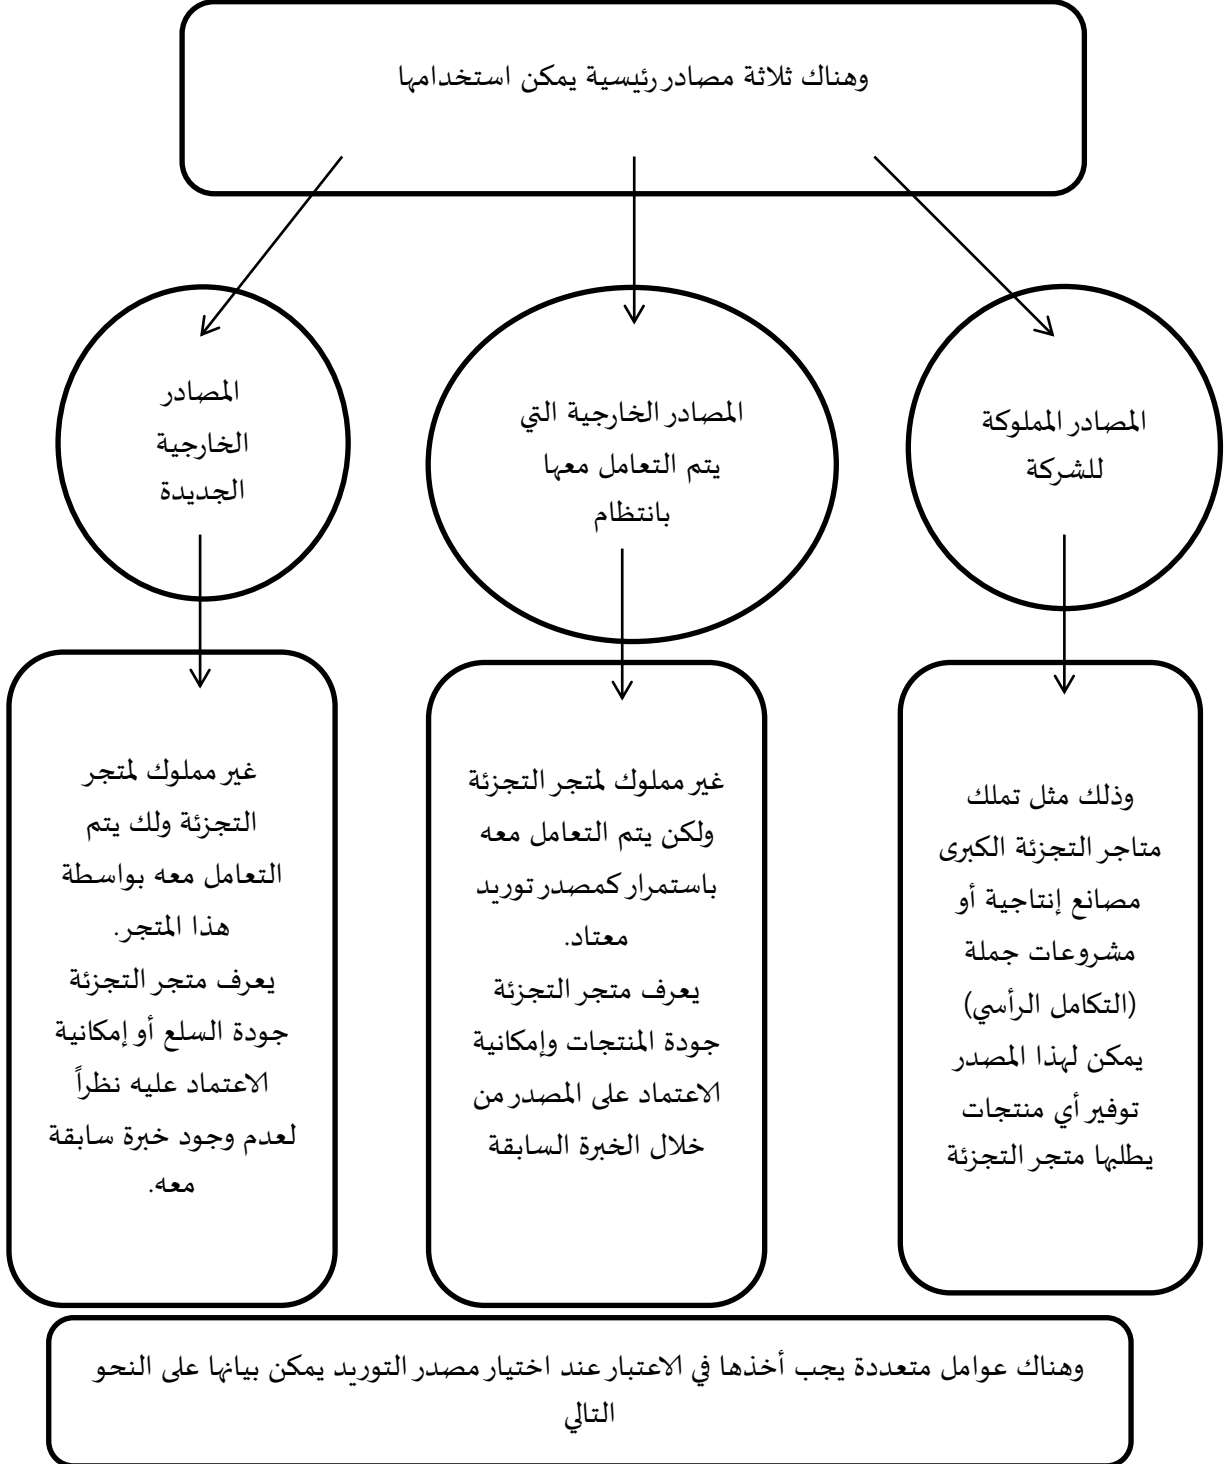 وهناك ثلاثة مصادر رئيسية يمكن استخدامها
المصادر المملوكة
للشركة
المصادر الخارجية التي
يتم التعامل معها
بانتظام
المصادر
الخارجية
الجديدة
وذلك مثل تملك
متاجر التجزئة الكبرى
مصانع إنتاجية أو
مشروعات جملة
(التكامل الرأسي)
يمكن لهذا المصدر
توفير أي منتجات
يطلبها متجر التجزئة
غير مملوك لمتجر التجزئة
ولكن يتم التعامل معه
باستمرار كمصدر توريد
معتاد.
يعرف متجر التجزئة
جودة المنتجات وإمكانية
الاعتماد على المصدر من
خلال الخبرة السابقة
غير مملوك لمتجر
التجزئة ولك يتم
التعامل معه بواسطة
هذا المتجر.
يعرف متجر التجزئة
جودة السلع أو إمكانية
الاعتماد عليه نظراً
لعدم وجود خبرة سابقة
معه.
وهناك عوامل متعددة يجب أخذها في الاعتبار عند اختيار مصدر التوريد يمكن بيانها على النحو
التالي